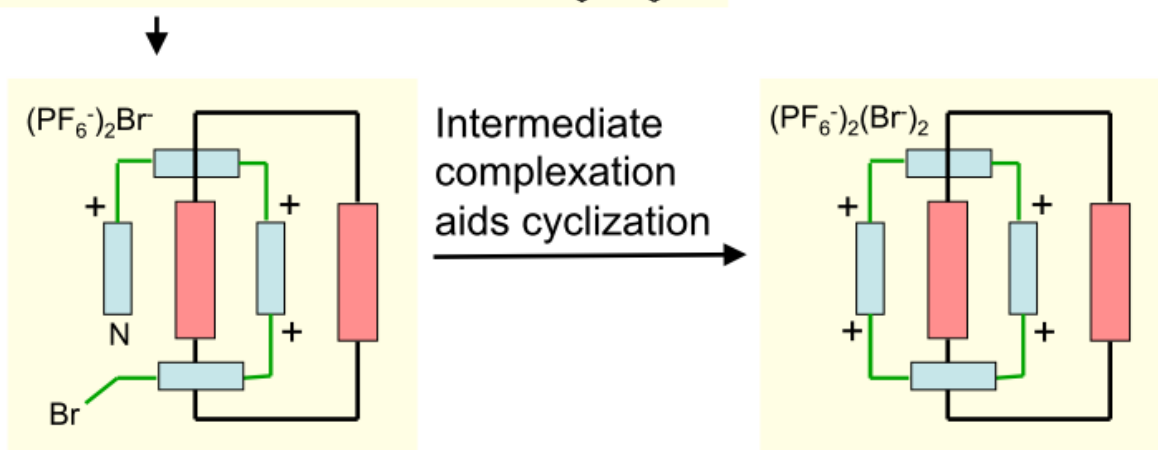 (PF₆⁻)₂Br⁻
+
+
N
+
Br
Intermediate
complexation
aids cyclization
(PF₆⁻)₂(Br⁻)₂
+
+
+
+